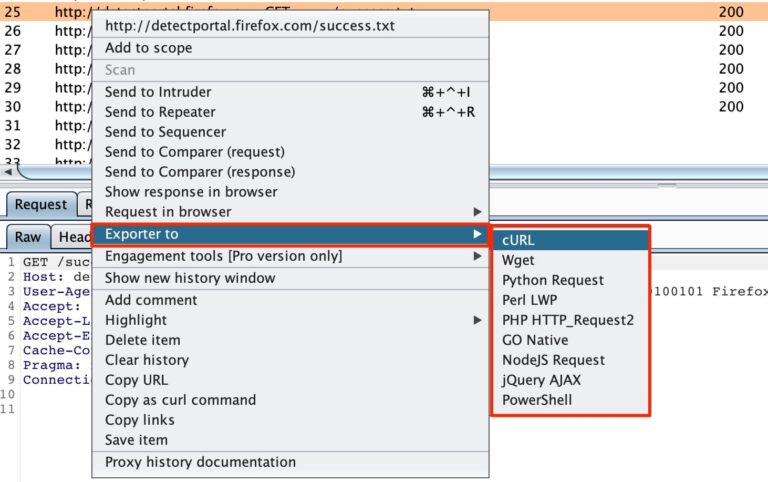 25 http:/ 200
http://detectportal.firefox.com/success.txt
26 http:/ 200
27 http:/ 200
28 http:/ 200
29 http:/ 200
30 http:/ 200
31 http:/
32 http:/
33
Add to scope
Scan
Send to Intruder ⌘+^+I
Send to Repeater ⌘+^+R
Send to Sequencer
Send to Comparer (request)
Send to Comparer (response)
Show response in browser
Request in browser
Exporter to
Engagement tools [Pro version only]
Show new history window
Add comment
Highlight
Delete item
Clear history
Copy URL
Copy as curl command
Copy links
Save item
Proxy history documentation
cURL
Wget
Python Request
Perl LWP
PHP HTTP_Request2
GO Native
NodeJS Request
jQuery AJAX
PowerShell
Request R
Raw Head
1 GET /suc
2 Host: de
3 User-Age 0100101 Firefox
4 Accept:
5 Accept-L
6 Accept-E
7 Cache-Co
8 Pragma:
9 Connecti
10
11